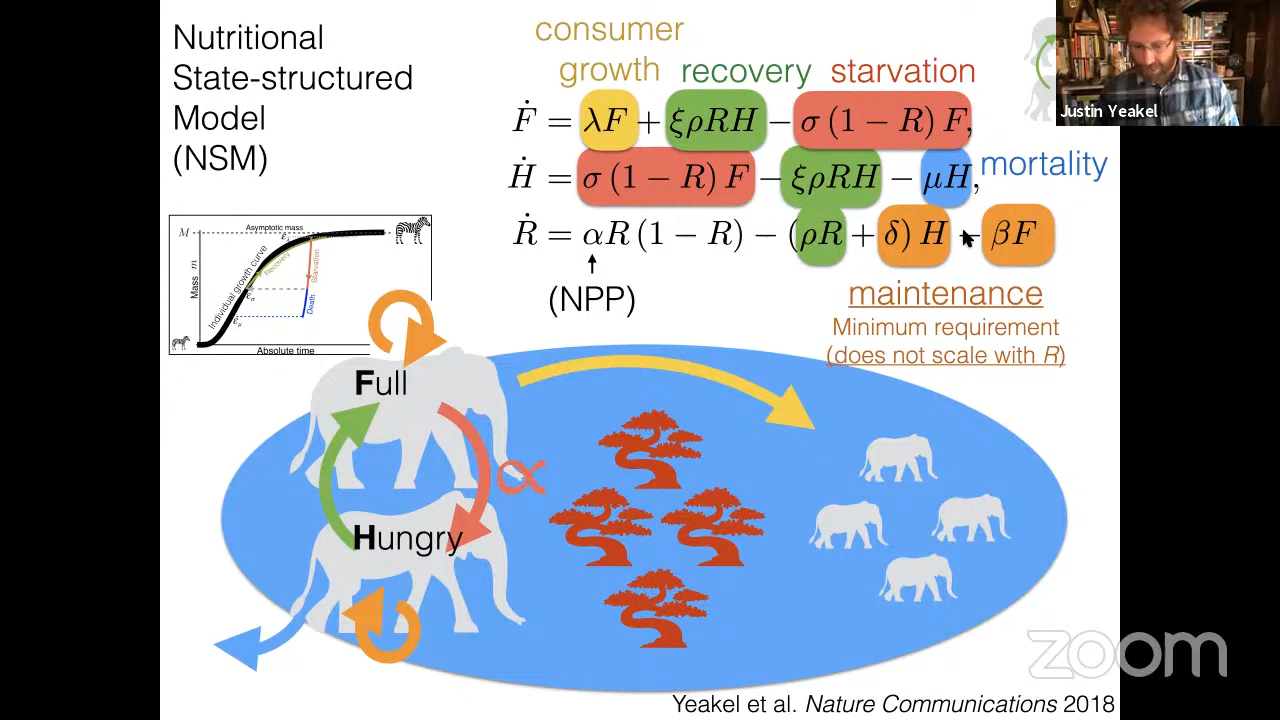 Nutritional
State-structured
Model
(NSM)
consumer
growth recovery starvation
Ḟ = λF + ξρRH − σ (1 − R) F,
Ḣ = σ (1 − R) F − ξρRH − μH, mortality
Ṙ = αR (1 − R) − (ρR + δ) H − βF
(NPP)
maintenance
Minimum requirement
(does not scale with R)
Justin Yeakel
Asymptotic mass
M
Mass m
Individual growth curve
Recovery
Starvation
Death
Absolute time
Full
∝
Hungry
zoom
Yeakel et al. Nature Communications 2018